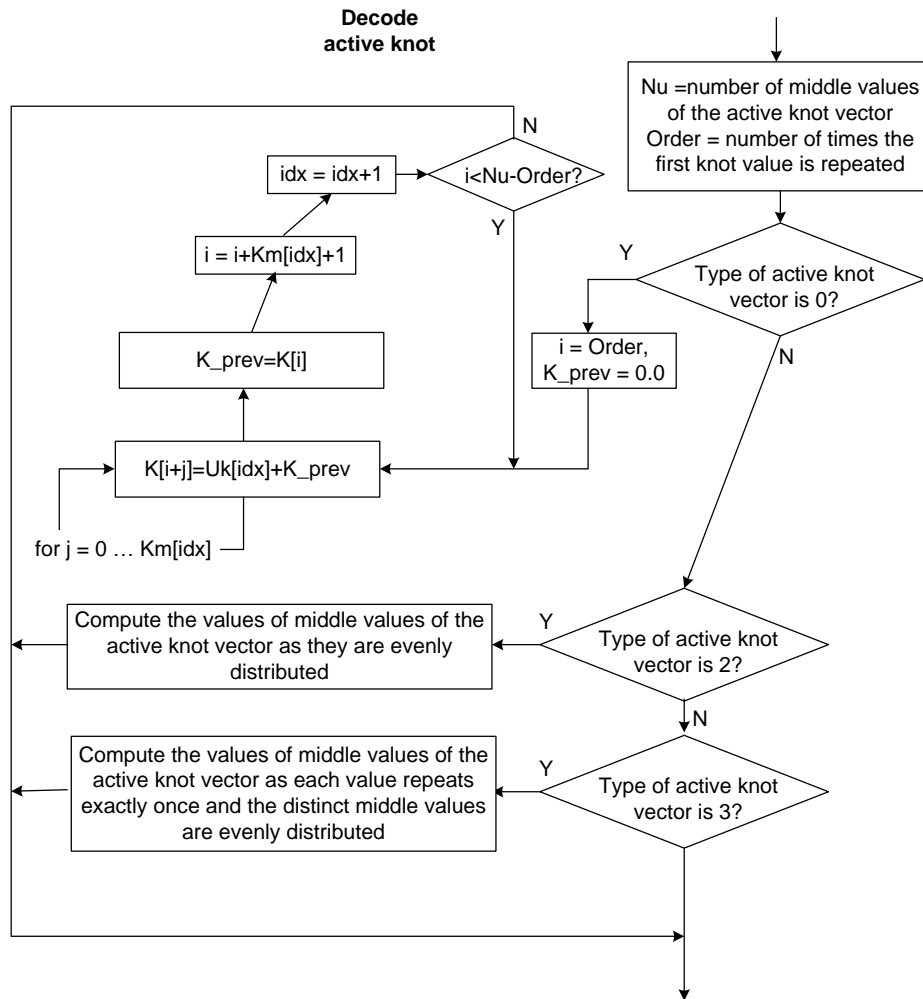 Decode
active knot
Nu =number of middle values
of the active knot vector
Order = number of times the
first knot value is repeated
N
idx = idx+1
i<Nu-Order?
Y
i = i+Km[idx]+1
Y
Type of active knot
vector is 0?
K_prev=K[i]
i = Order,
K_prev = 0.0
N
K[i+j]=Uk[idx]+K_prev
for j = 0 … Km[idx]
Compute the values of middle values of the
active knot vector as they are evenly
distributed
Y
Type of active knot
vector is 2?
N
Compute the values of middle values of the
active knot vector as each value repeats
exactly once and the distinct middle values
are evenly distributed
Y
Type of active knot
vector is 3?